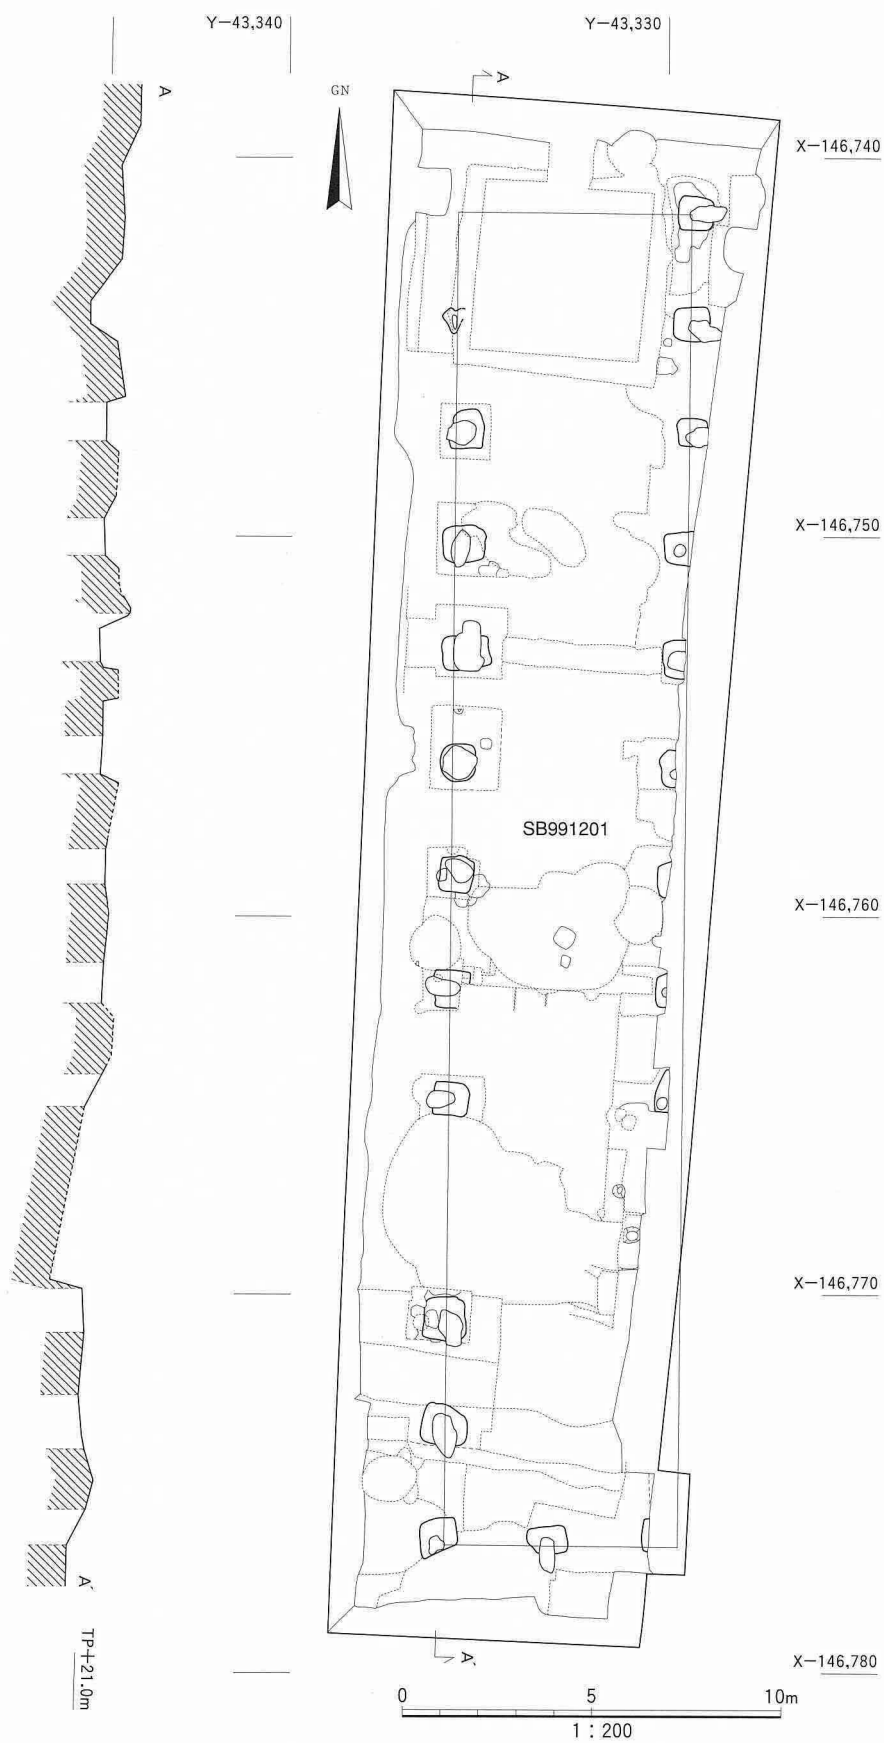 Y-43,340
Y-43,330
A
A
GN
X-146,740
X-146,750
SB991201
X-146,760
X-146,770
A'
A'
TP+21.0m
X-146,780
0 5 10m
1：200